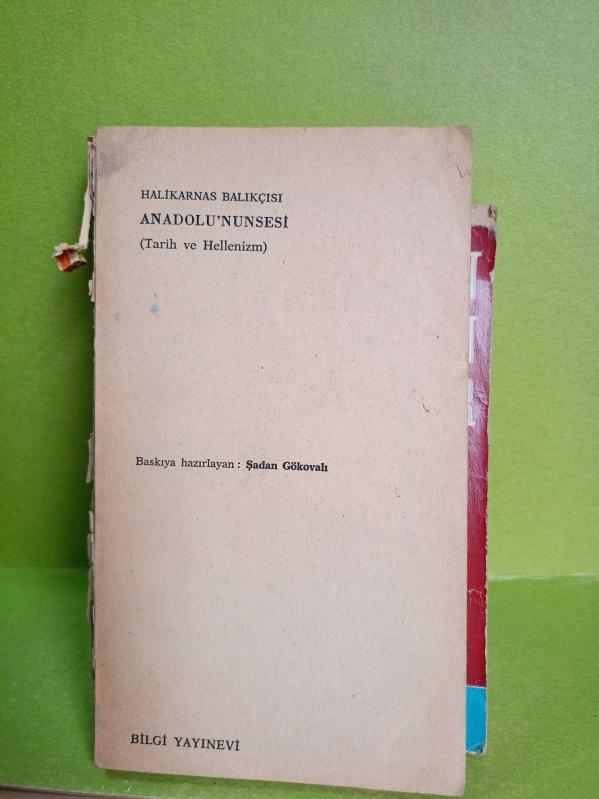 HALİKARNAS BALIKÇISI
ANADOLU'NUNSESİ
(Tarih ve Hellenizm)
Baskıya hazırlayan : Şadan Gökovalı
BİLGİ YAYINEVİ